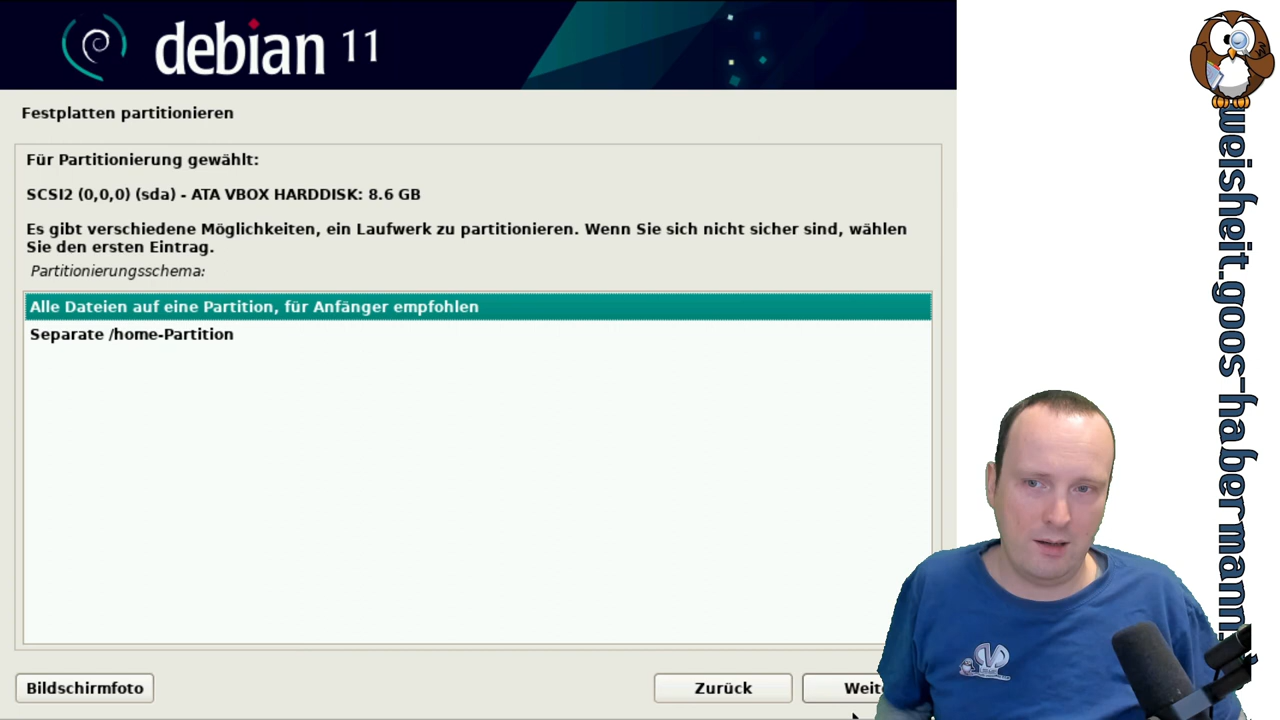 debian 11
Festplatten partitionieren
Für Partitionierung gewählt:
SCSI2 (0,0,0) (sda) - ATA VBOX HARDDISK: 8.6 GB
Es gibt verschiedene Möglichkeiten, ein Laufwerk zu partitionieren. Wenn Sie sich nicht sicher sind, wählen
Sie den ersten Eintrag.
Partitionierungsschema:
Alle Dateien auf eine Partition, für Anfänger empfohlen
Separate /home-Partition
Bildschirmfoto
Zurück
Weite
weisheit.goos-habermann.